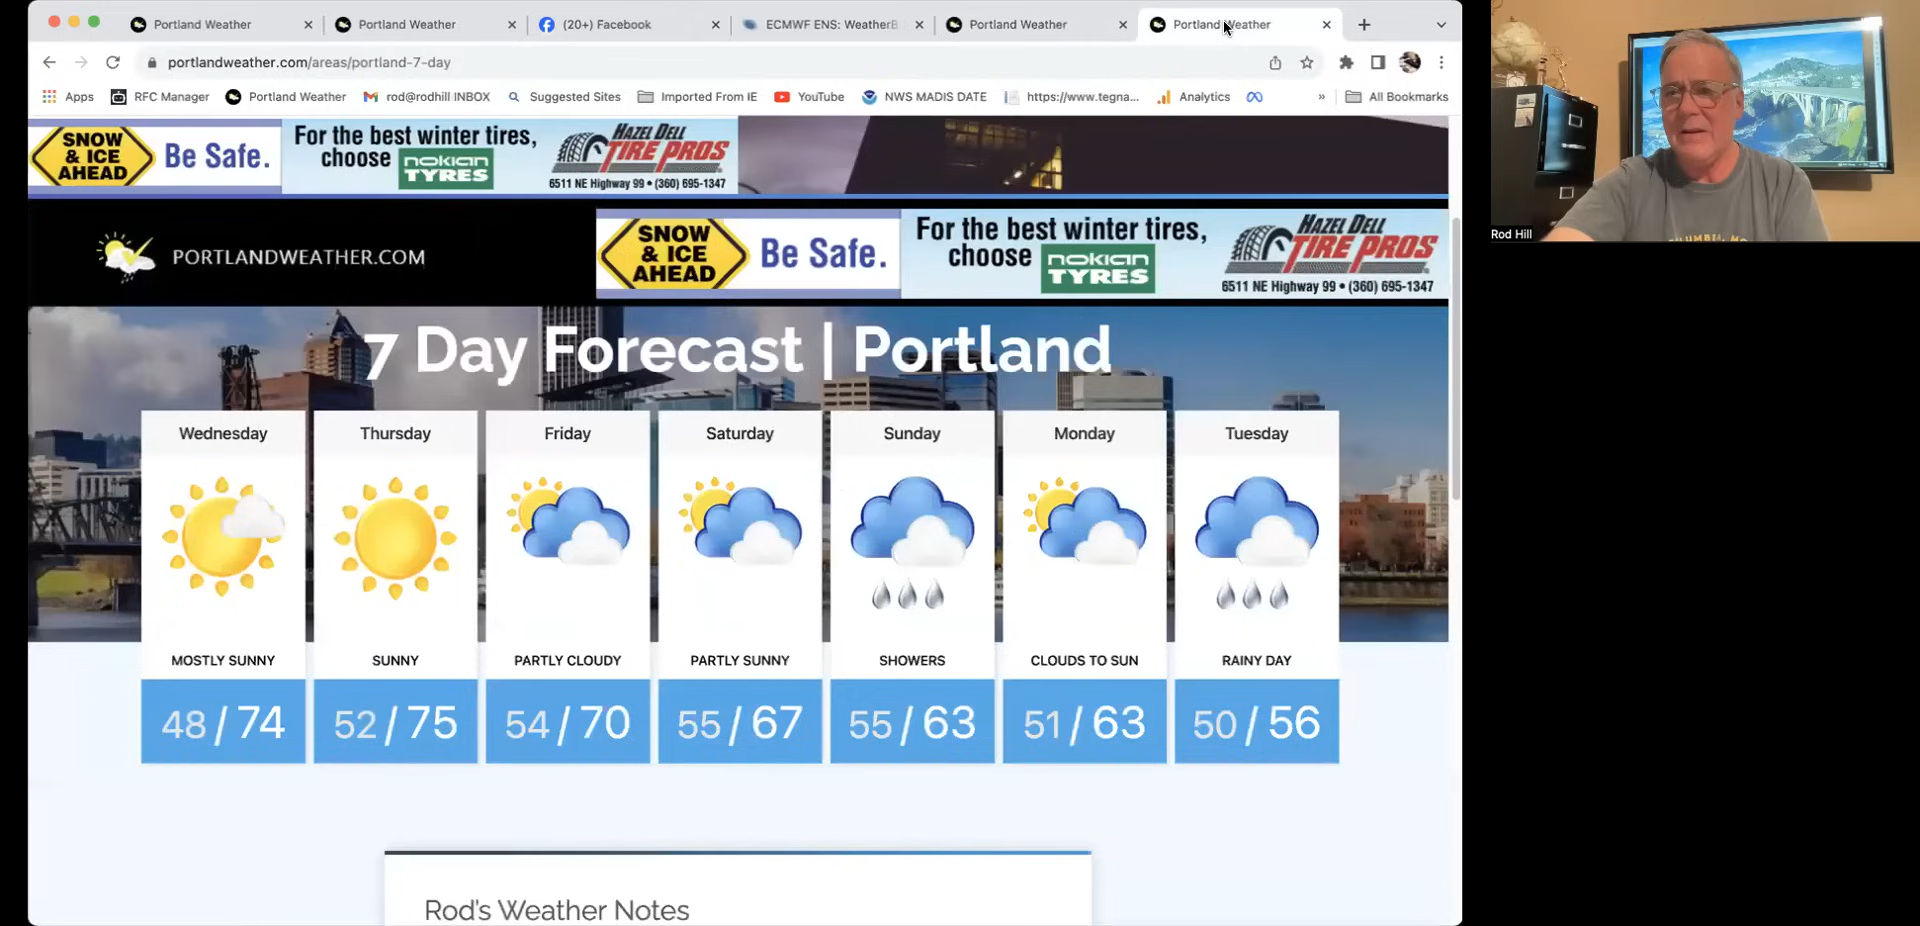 Portland Weather
Portland Weather
(20+) Facebook
ECMWF ENS: WeatherB
Portland Weather
Portland Weather
portlandweather.com/areas/portland-7-day
Apps
RFC Manager
Portland Weather
rod@rodhill INBOX
Suggested Sites
Imported From IE
YouTube
NWS MADIS DATE
https://www.tegna...
Analytics
»
All Bookmarks
SNOW
& ICE
AHEAD
Be Safe.
For the best winter tires,
choose nokian
TYRES
HAZEL DELL
TIRE PROS
6511 NE Highway 99 • (360) 695-1347
PORTLANDWEATHER.COM
SNOW
& ICE
AHEAD
Be Safe.
For the best winter tires,
choose nokian
TYRES
HAZEL DELL
TIRE PROS
6511 NE Highway 99 • (360) 695-1347
7 Day Forecast | Portland
Wednesday Thursday Friday Saturday Sunday Monday Tuesday
MOSTLY SUNNY SUNNY PARTLY CLOUDY PARTLY SUNNY SHOWERS CLOUDS TO SUN RAINY DAY
48 / 74 52 / 75 54 / 70 55 / 67 55 / 63 51 / 63 50 / 56
Rod's Weather Notes
Rod Hill